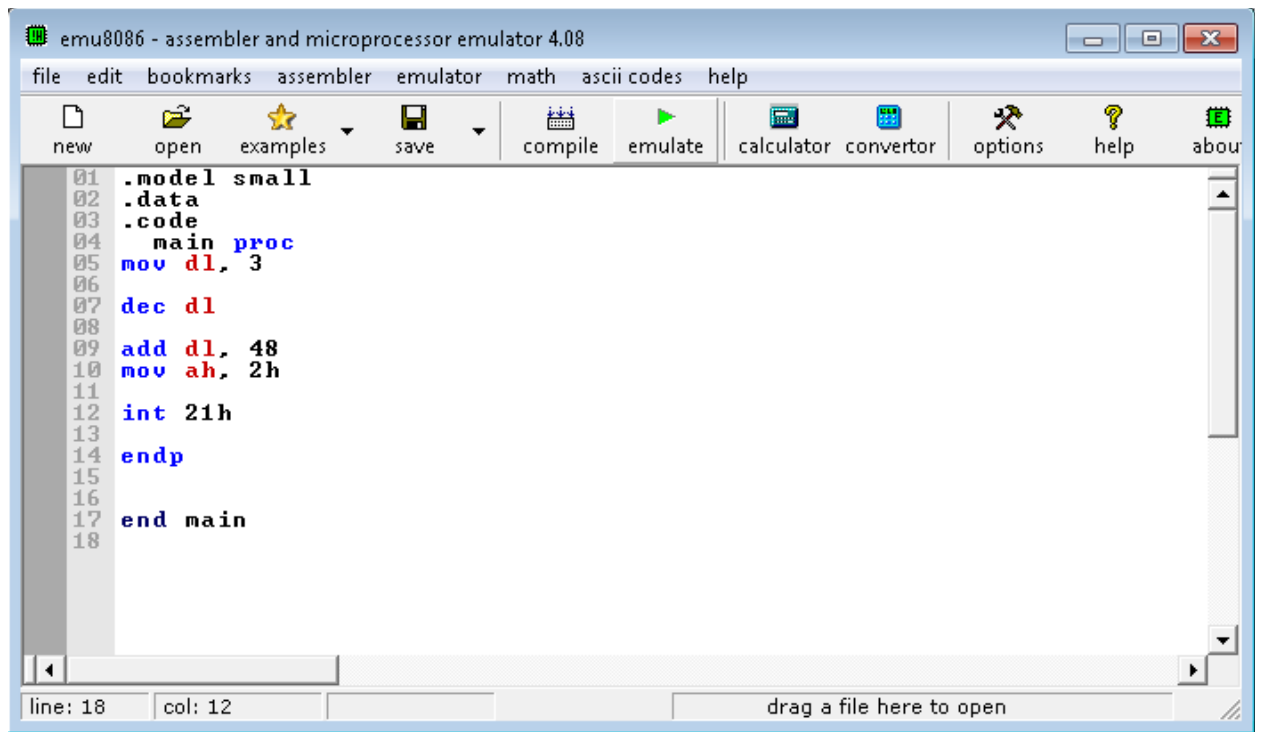 emu8086 - assembler and microprocessor emulator 4.08
file edit bookmarks assembler emulator math ascii codes help
new open examples save compile emulate calculator convertor options help abou
01 .model small
02 .data
03 .code
04 main proc
05 mov dl, 3
06
07 dec dl
08
09 add dl, 48
10 mov ah, 2h
11
12 int 21h
13
14 endp
15
16
17 end main
18
line: 18 col: 12 drag a file here to open